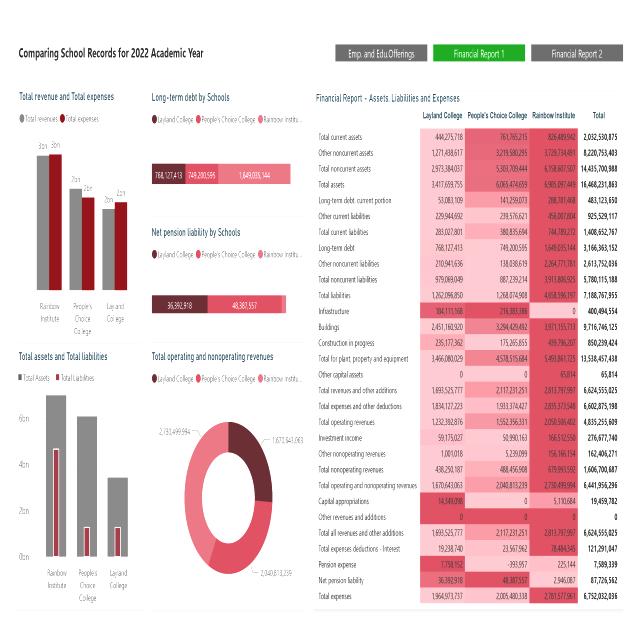 Comparing School Records for 2022 Academic Year
Emp. and Edu.Offerings
Financial Report 1
Financial Report 2
Total revenue and Total expenses
Total revenues Total expenses
3bn 3bn
2bn 2bn
2bn 2bn
Rainbow Institute
People's Choice College
Layland College
Long-term debt by Schools
Layland College People's Choice College Rainbow Institu...
768,127,413 749,200,595 1,649,035,144
Net pension liability by Schools
Layland College People's Choice College Rainbow Institu...
36,392,918 48,387,557
Total assets and Total liabilities
Total Assets Total Liabilities
6bn
4bn
2bn
0bn
Rainbow Institute
People's Choice College
Layland College
Total operating and nonoperating revenues
Layland College People's Choice College Rainbow Institu...
2,730,499,994
1,670,643,063
2,040,813,239
Financial Report - Assets, Liabilities and Expenses
Layland College People's Choice College Rainbow Institute Total
Total current assets 444,275,718 761,765,215 826,489,942 2,032,530,875
Other noncurrent assets 1,271,438,617 3,219,580,295 3,729,734,491 8,220,753,403
Total noncurrent assets 2,973,384,037 5,303,709,444 6,158,607,507 14,435,700,988
Total assets 3,417,659,755 6,065,474,659 6,985,097,449 16,468,231,863
Long-term debt, current portion 53,083,109 141,259,073 288,781,468 483,123,650
Other current liabilities 229,944,692 239,576,621 456,007,804 925,529,117
Total current liabilities 283,027,801 380,835,694 744,789,272 1,408,652,767
Long-term debt 768,127,413 749,200,595 1,649,035,144 3,166,363,152
Other noncurrent liabilities 210,941,636 138,038,619 2,264,771,781 2,613,752,036
Total noncurrent liabilities 979,069,049 887,239,214 3,913,806,925 5,780,115,188
Total liabilities 1,262,096,850 1,268,074,908 4,658,596,197 7,188,767,955
Infrastructure 184,111,168 216,383,386 0 400,494,554
Buildings 2,451,160,920 3,294,429,492 3,971,155,713 9,716,746,125
Construction in progress 235,177,362 175,265,855 439,796,207 850,239,424
Total for plant, property and equipment 3,466,080,029 4,578,515,684 5,493,861,725 13,538,457,438
Other capital assets 0 0 65,814 65,814
Total revenues and other additions 1,693,525,777 2,117,231,251 2,813,797,997 6,624,555,025
Total expenses and other deductions 1,834,127,223 1,933,374,427 2,835,373,548 6,602,875,198
Total operating revenues 1,232,392,876 1,552,356,331 2,050,506,402 4,835,255,609
Investment income 59,175,027 50,990,163 166,512,550 276,677,740
Other nonoperating revenues 1,001,018 5,239,099 156,166,154 162,406,271
Total nonoperating revenues 438,250,187 488,456,908 679,993,592 1,606,700,687
Total operating and nonoperating revenues 1,670,643,063 2,040,813,239 2,730,499,994 6,441,956,296
Capital appropriations 14,349,098 0 5,110,684 19,459,782
Other revenues and additions 0 0 0 0
Total all revenues and other additions 1,693,525,777 2,117,231,251 2,813,797,997 6,624,555,025
Total expenses deductions - Interest 19,238,740 23,567,962 78,484,345 121,291,047
Pension expense 7,758,152 -393,957 225,144 7,589,339
Net pension liability 36,392,918 48,387,557 2,946,087 87,726,562
Total expenses 1,964,973,737 2,005,480,338 2,781,577,961 6,752,032,036